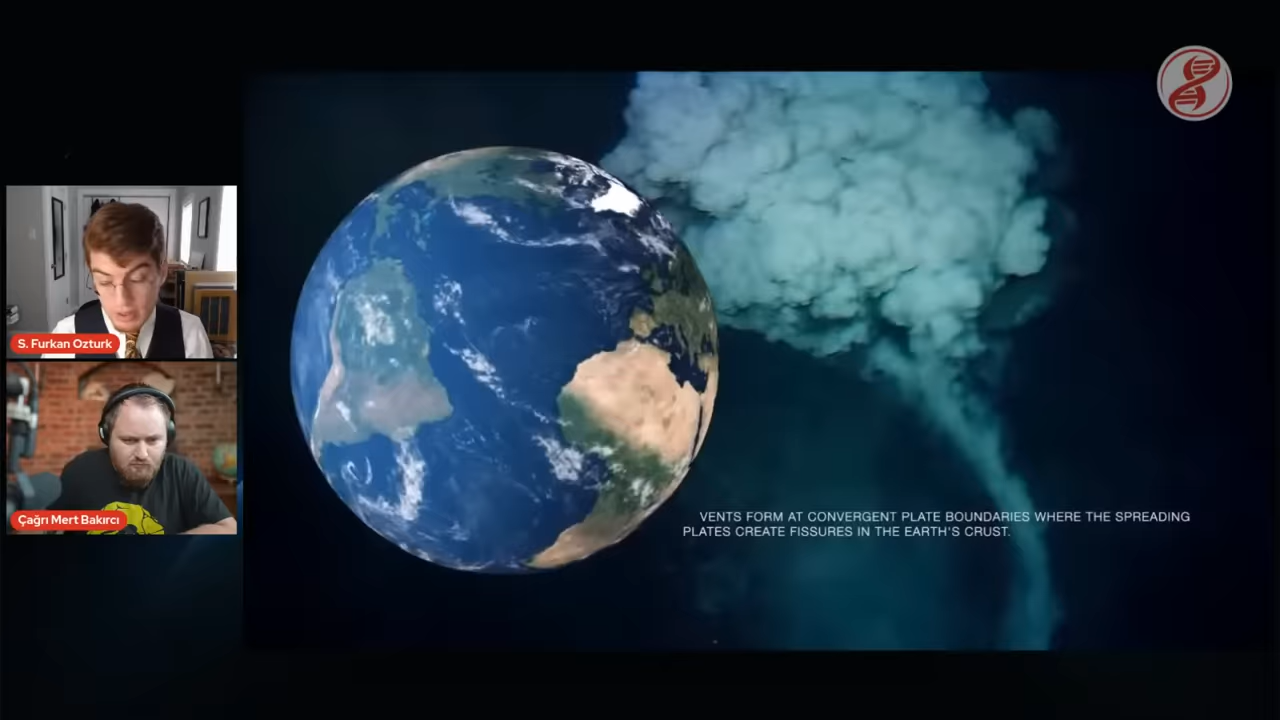 S. Furkan Ozturk
Çağrı Mert Bakırcı
VENTS FORM AT CONVERGENT PLATE BOUNDARIES WHERE THE SPREADING
PLATES CREATE FISSURES IN THE EARTH'S CRUST.